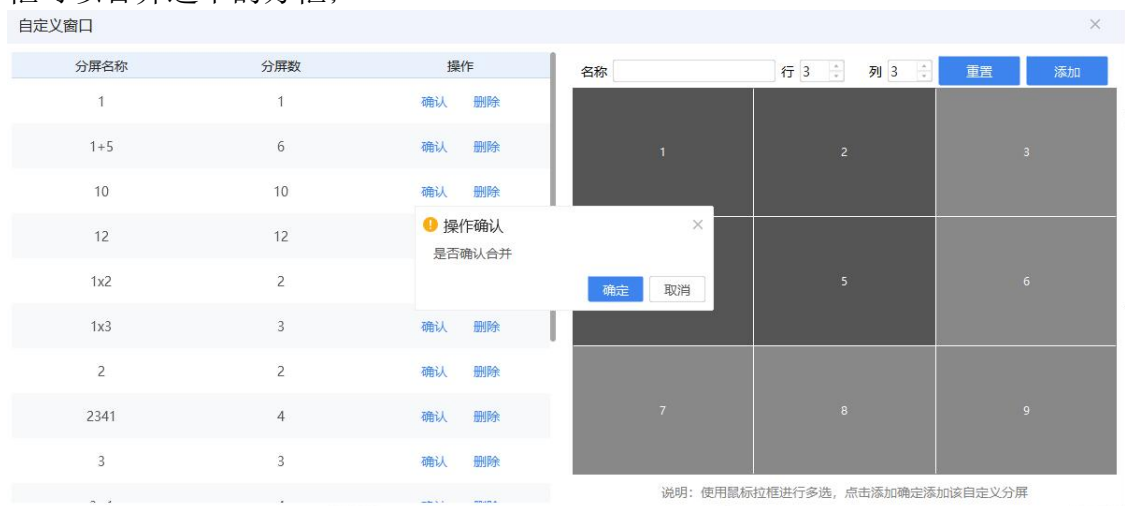 自定义窗口
分屏名称 分屏数 操作
1 1 确认 删除
1+5 6 确认 删除
10 10 确认 删除
12 12
1x2 2
1x3 3 确认 删除
2 2 确认 删除
2341 4 确认 删除
3 3 确认 删除
名称 行 3 列 3 重置 添加
1 2 3
5 6
7 8 9
操作确认
是否确认合并
确定 取消
说明：使用鼠标拉框进行多选，点击添加确定添加该自定义分屏